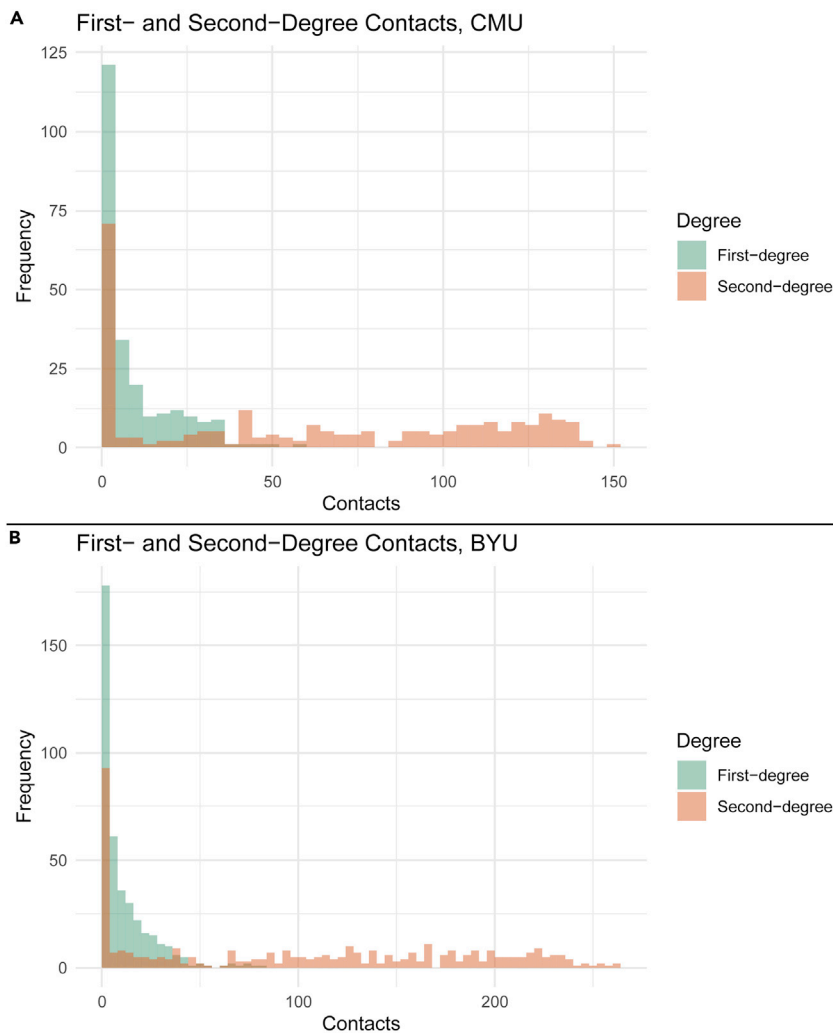 A
First− and Second−Degree Contacts, CMU
125
100
75
50
25
0
Frequency
0 50 100 150
Contacts
Degree
First−degree
Second−degree
B
First− and Second−Degree Contacts, BYU
150
100
50
0
Frequency
0 100 200
Contacts
Degree
First−degree
Second−degree